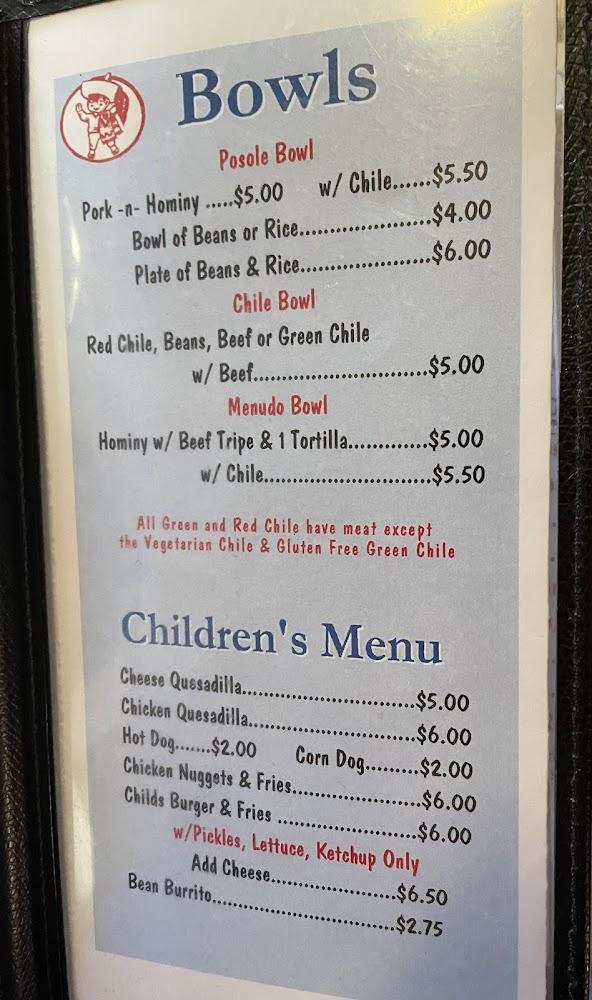 Bowls
Posole Bowl
Pork -n- Hominy .....$5.00 w/ Chile......$5.50
Bowl of Beans or Rice......................$4.00
Plate of Beans & Rice......................$6.00
Chile Bowl
Red Chile, Beans, Beef or Green Chile
w/ Beef.............................$5.00
Menudo Bowl
Hominy w/ Beef Tripe & 1 Tortilla.............$5.00
w/ Chile............................$5.50
All Green and Red Chile have meat except
the Vegetarian Chile & Gluten Free Green Chile
Children's Menu
Cheese Quesadilla..............................$5.00
Chicken Quesadilla.............................$6.00
Hot Dog.......$2.00 Corn Dog.........$2.00
Chicken Nuggets & Fries......................$6.00
Childs Burger & Fries ........................$6.00
w/Pickles, Lettuce, Ketchup Only
Add Cheese.....................$6.50
Bean Burrito...............................$2.75